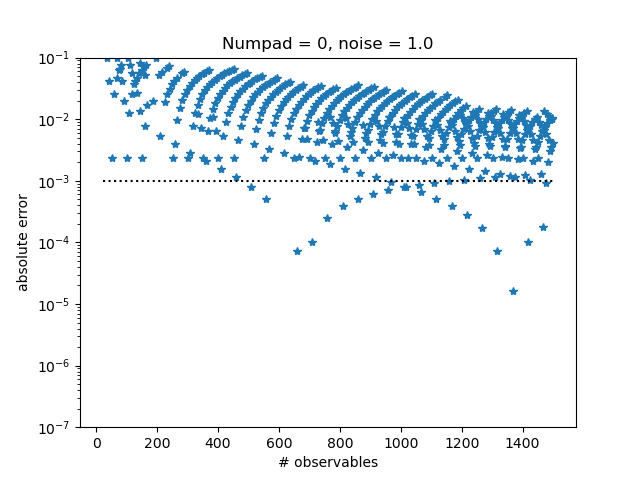 Numpad = 0, noise = 1.0
absolute error
10⁻¹
10⁻²
10⁻³
10⁻⁴
10⁻⁵
10⁻⁶
10⁻⁷
0 200 400 600 800 1000 1200 1400
# observables